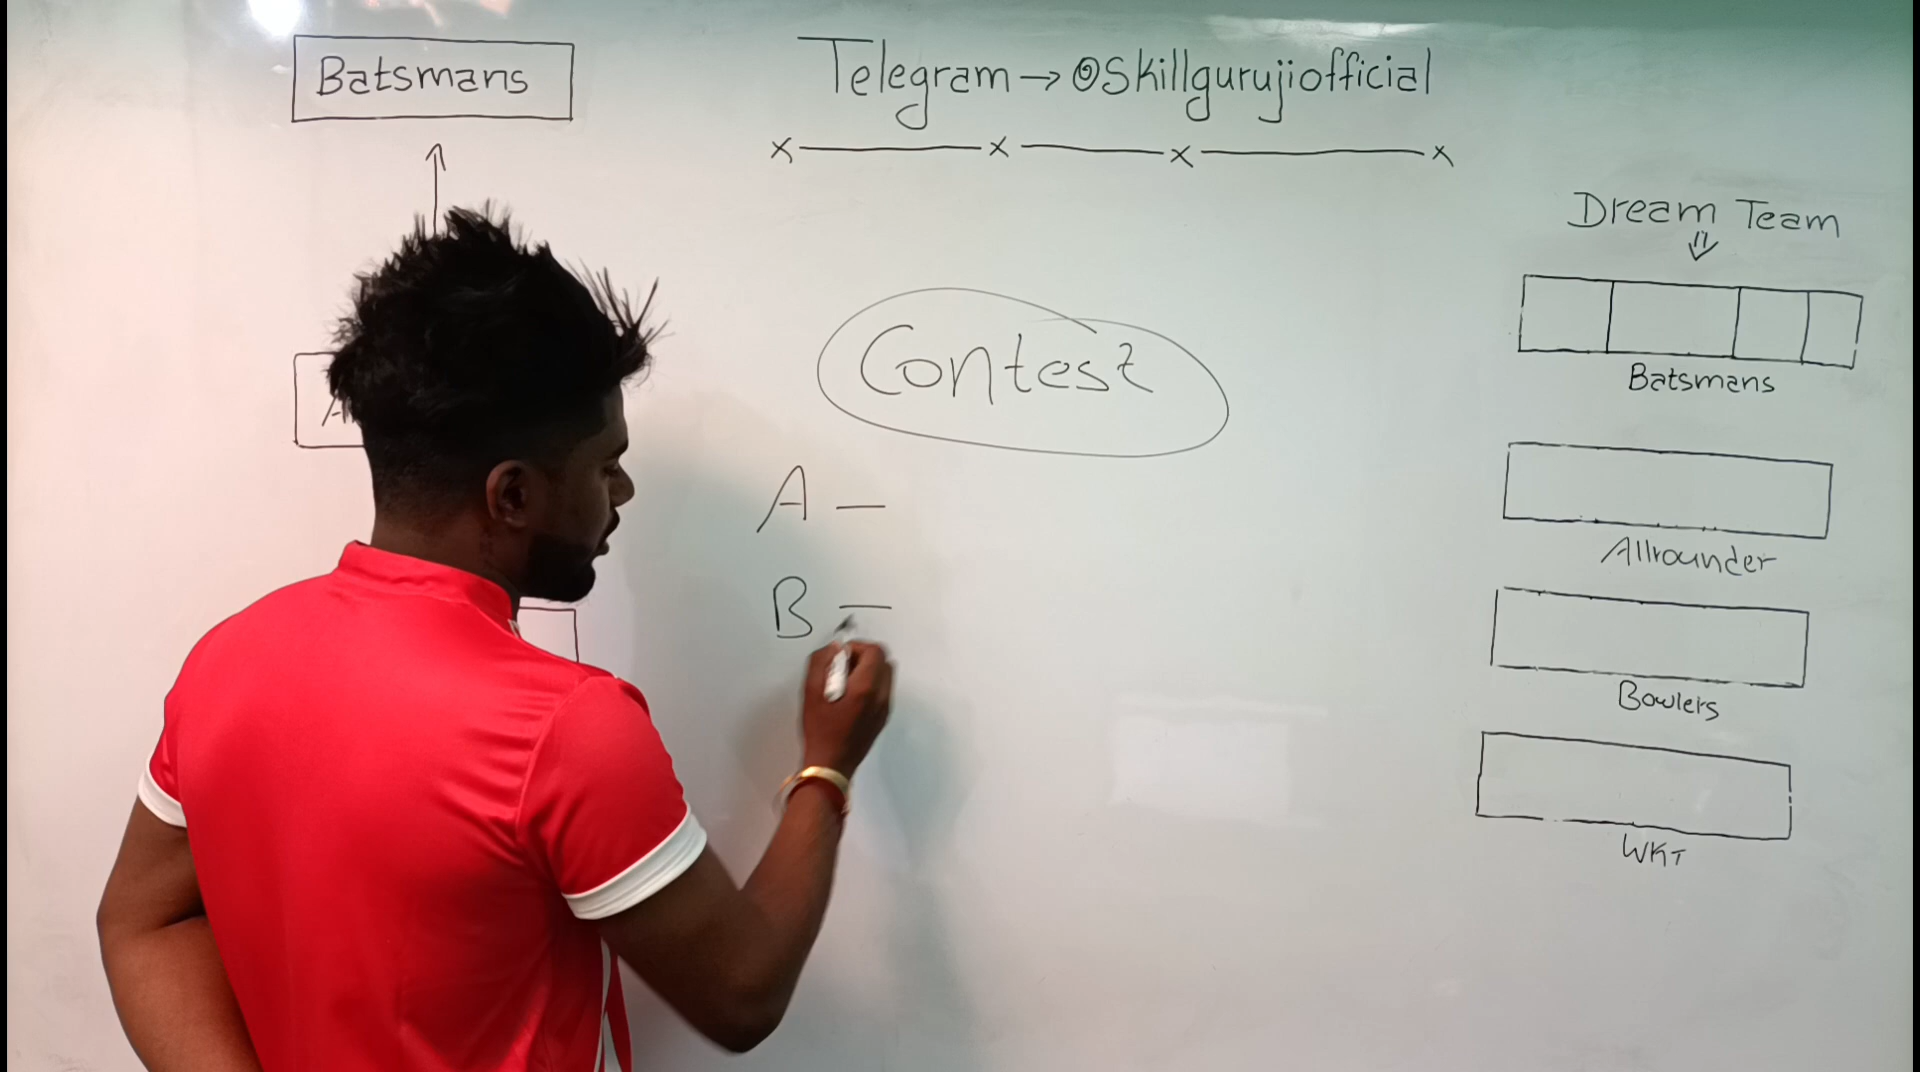 Batsmans
Telegram → @Skillgurujiofficial
x — x — x — x
Dream Team
Contest
Batsmans
A —
B —
Allrounder
Bowlers
WKT